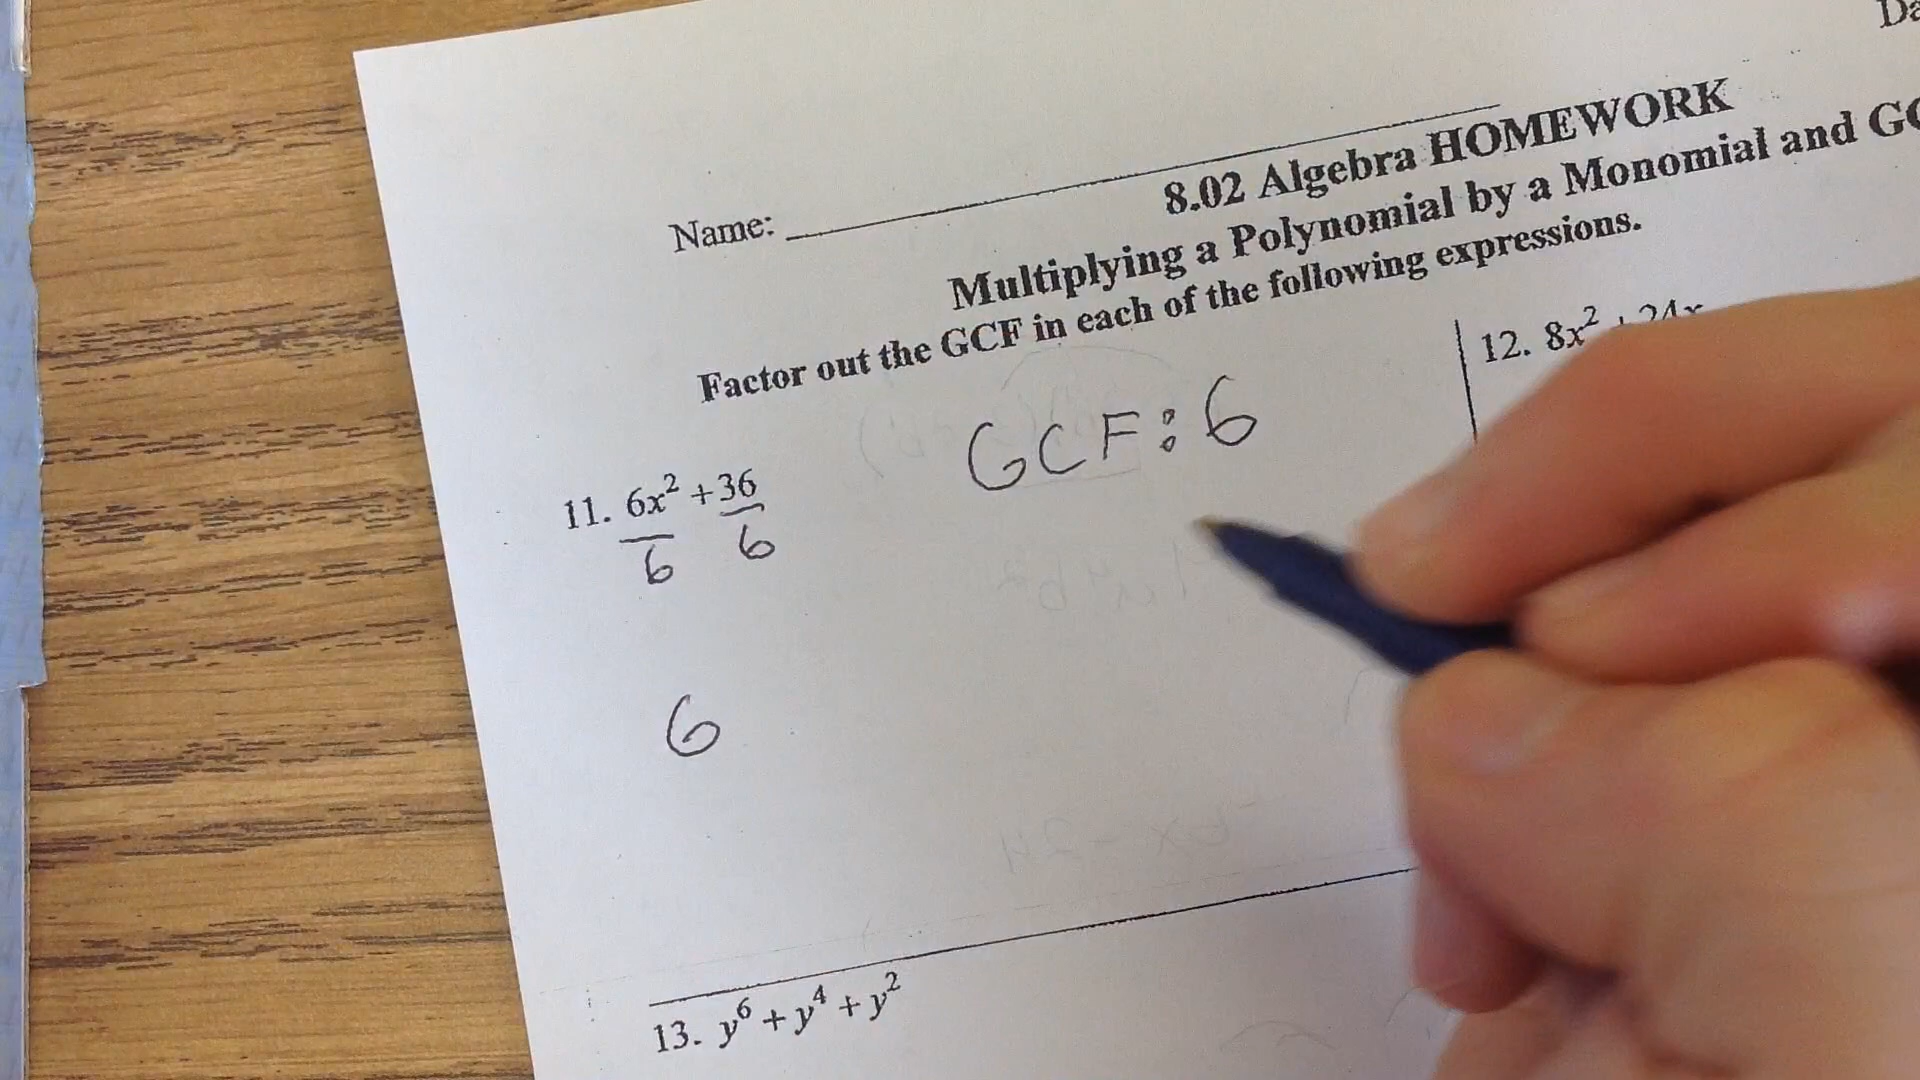 Name:
8.02 Algebra HOMEWORK
Multiplying a Polynomial by a Monomial and
Factor out the GCF in each of the following expressions.
GCF: 6
12. 8x² + 24x
11. 6x² + 36
6 6
6
13. y⁶ + y⁴ + y²